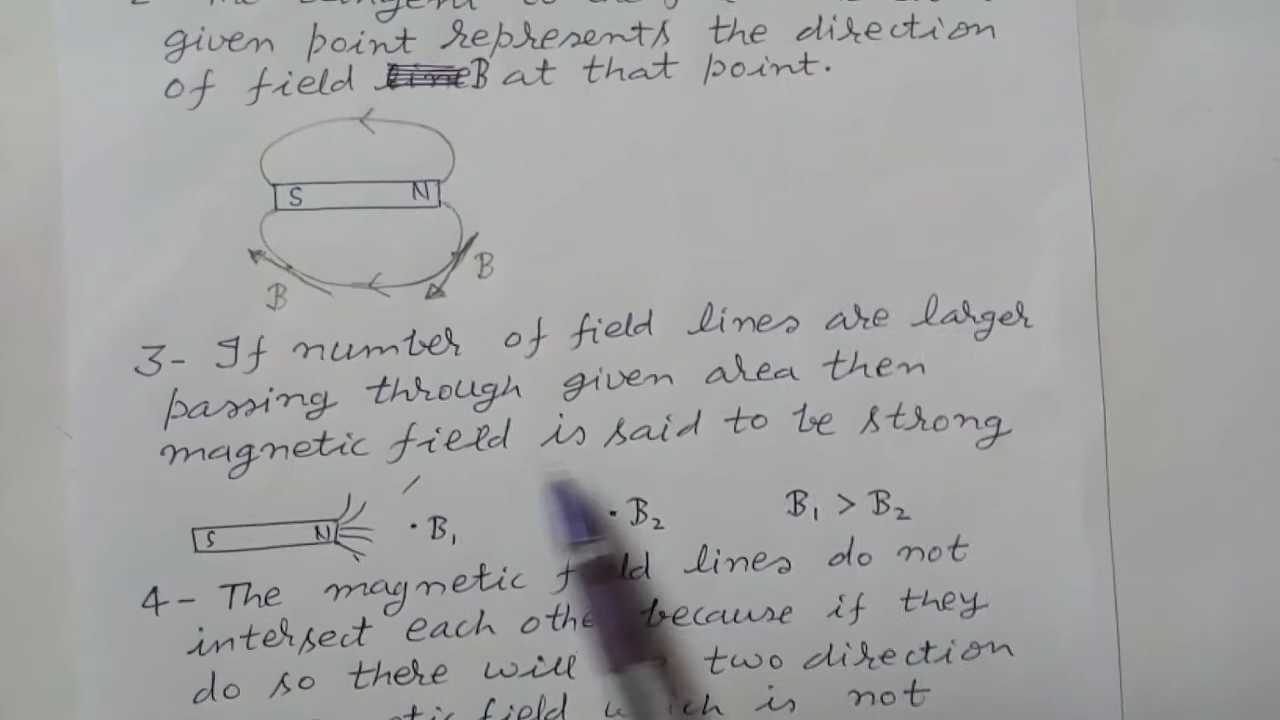 given point represents the direction
of field B at that point.
S N
B
B
3- If number of field lines are larger
passing through given area then
magnetic field is said to be strong
S N · B₁ · B₂ B₁ > B₂
4- The magnetic lines do not
intersect each because if they
do so there will two direction
field is not